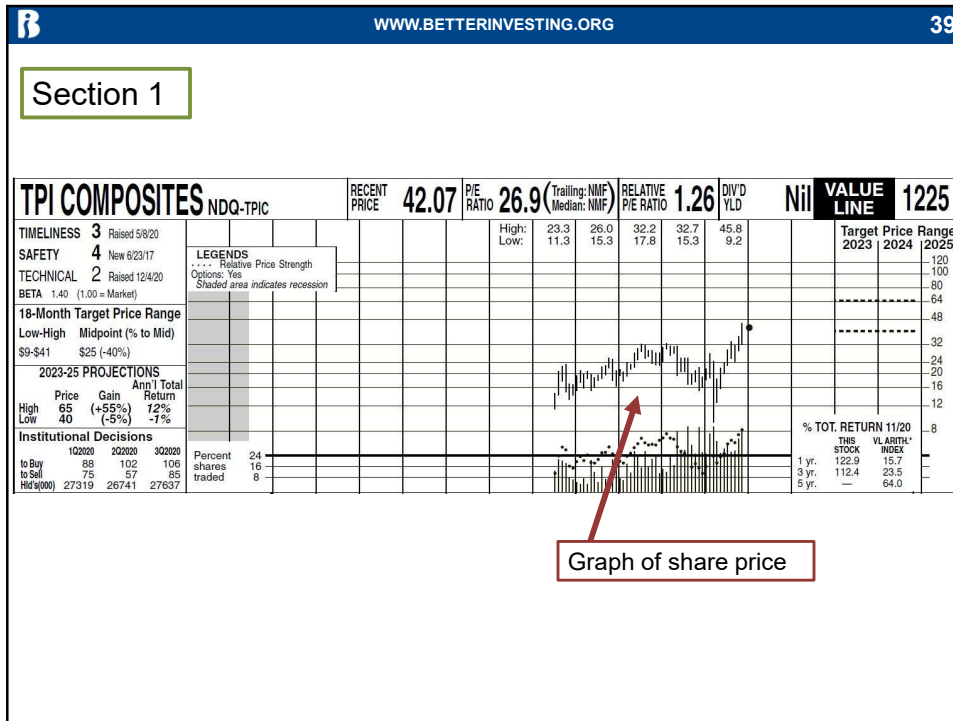 WWW.BETTERINVESTING.ORG 39
Section 1
TPI COMPOSITES NDQ-TPIC RECENT PRICE 42.07 P/E RATIO 26.9 (Trailing: NMF Median: NMF) RELATIVE P/E RATIO 1.26 DIV'D YLD Nil VALUE LINE 1225
TIMELINESS 3 Raised 5/8/20
SAFETY 4 New 6/23/17
TECHNICAL 2 Raised 12/4/20
BETA 1.40 (1.00 = Market)
18-Month Target Price Range
Low-High Midpoint (% to Mid)
$9-$41 $25 (-40%)
2023-25 PROJECTIONS
Ann'l Total
Price Gain Return
High 65 (+55%) 12%
Low 40 (-5%) -1%
Institutional Decisions
1Q2020 2Q2020 3Q2020
to Buy 88 102 106
to Sell 75 57 85
Hld's(000) 27319 26741 27637
High: 23.3 26.0 32.2 32.7 45.8
Low: 11.3 15.3 17.8 15.3 9.2
LEGENDS
.... Relative Price Strength
Options: Yes
Shaded area indicates recession
Percent 24
shares 16
traded 8
Target Price Range
2023 2024 2025
120
100
80
64
48
32
24
20
16
12
8
% TOT. RETURN 11/20
THIS STOCK VL ARITH.* INDEX
1 yr. 122.9 15.7
3 yr. 112.4 23.5
5 yr. — 64.0
Graph of share price